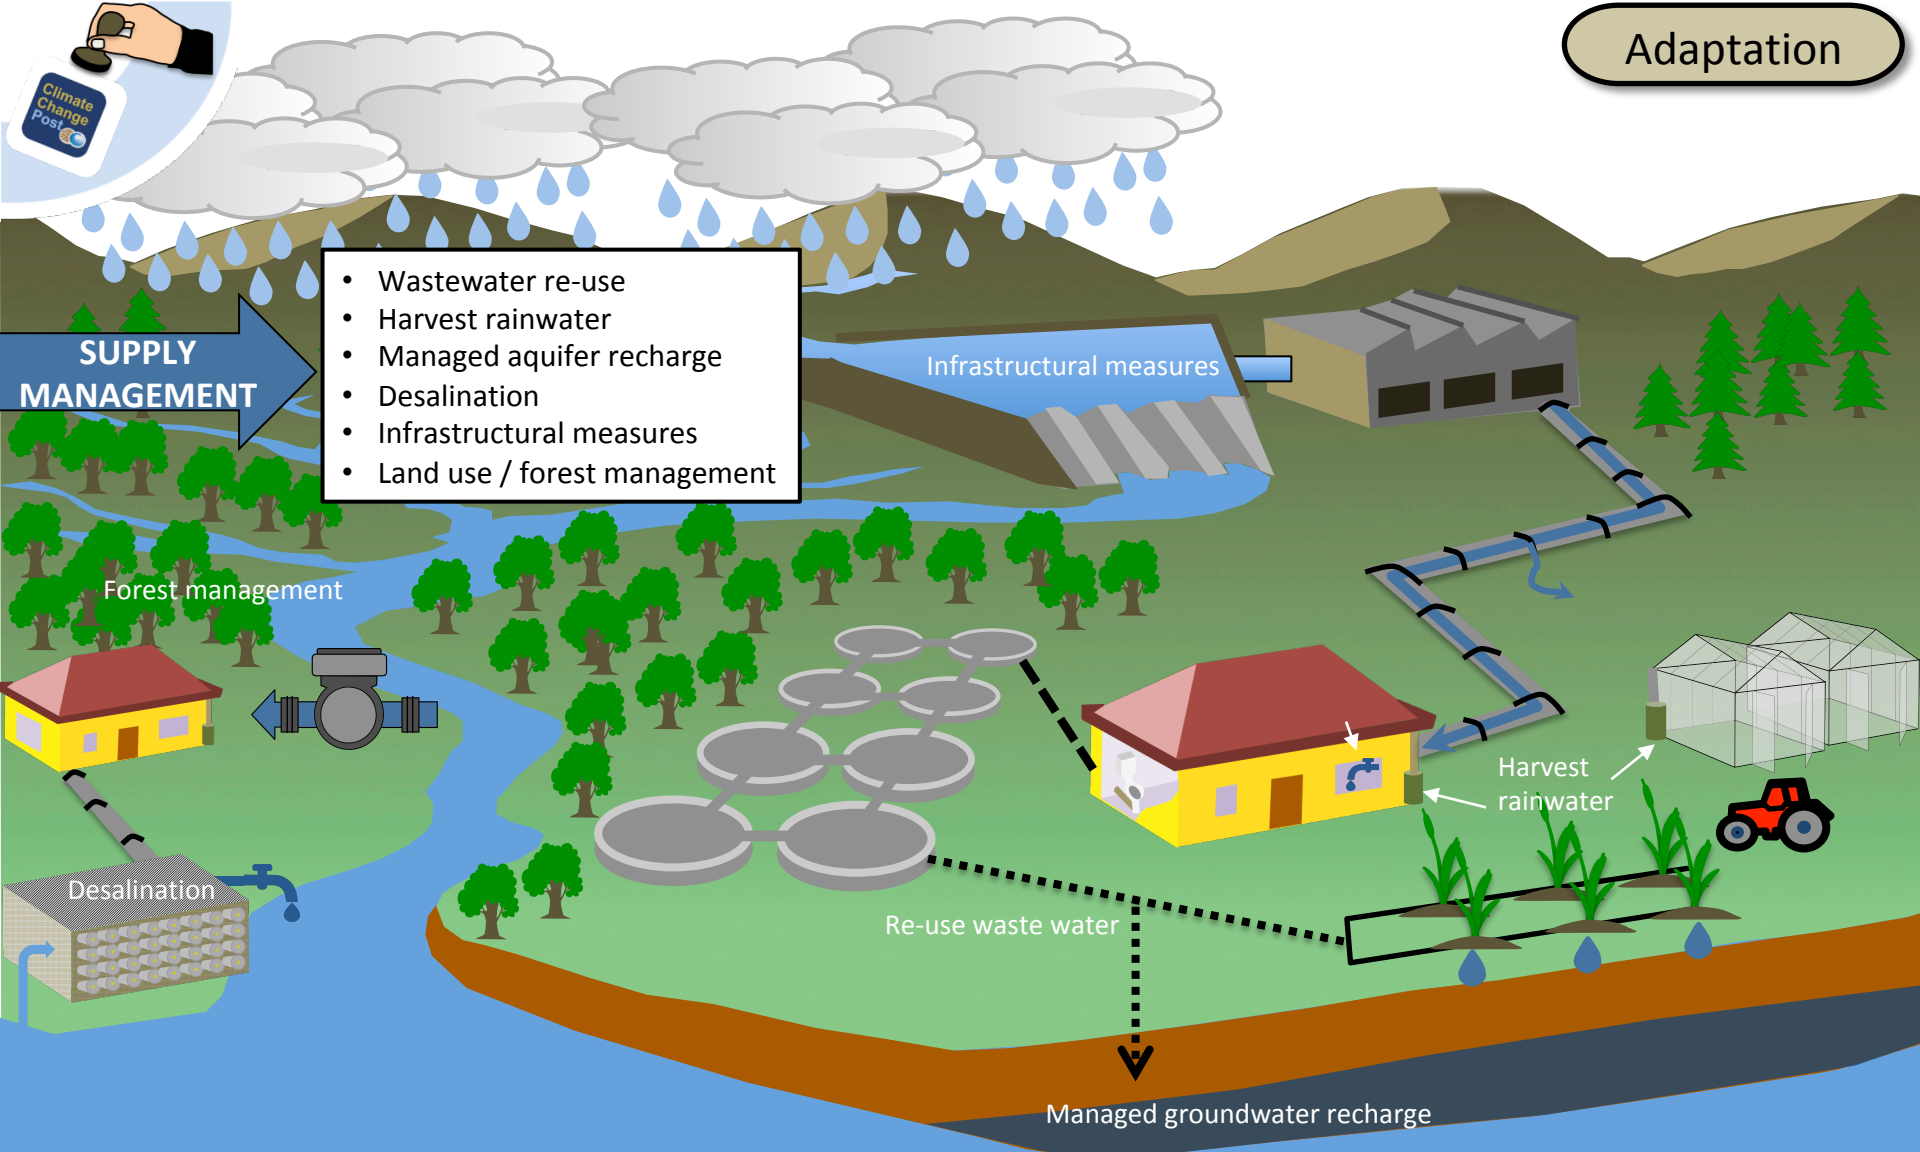 Climate
Change
Post
Adaptation
SUPPLY
MANAGEMENT
• Wastewater re-use
• Harvest rainwater
• Managed aquifer recharge
• Desalination
• Infrastructural measures
• Land use / forest management
Infrastructural measures
Forest management
Harvest
rainwater
Desalination
Re-use waste water
Managed groundwater recharge